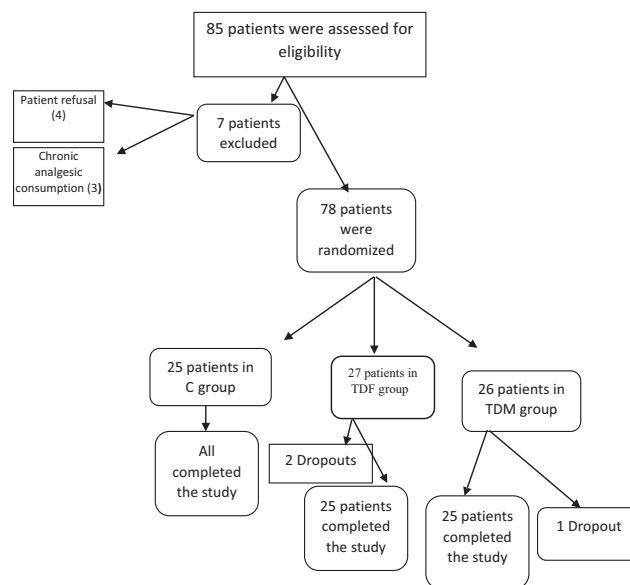 85 patients were assessed for
eligibility
Patient refusal
(4)
7 patients
excluded
Chronic
analgesic
consumption (3)
78 patients
were
randomized
25 patients in
C group
27 patients in
TDF group
26 patients in
TDM group
All
completed
the study
2 Dropouts
25 patients
completed
the study
25 patients
completed
the study
1 Dropout